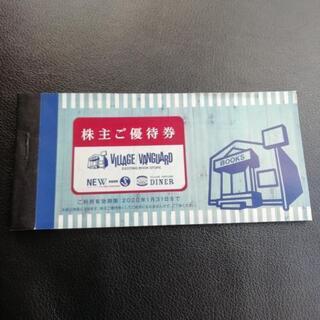 株主ご優待券
VILLAGE VANGUARD
EXCITING BOOK STORE
NEW
DINER
BOOKS
ご利用有効期限 2020年1月31日まで